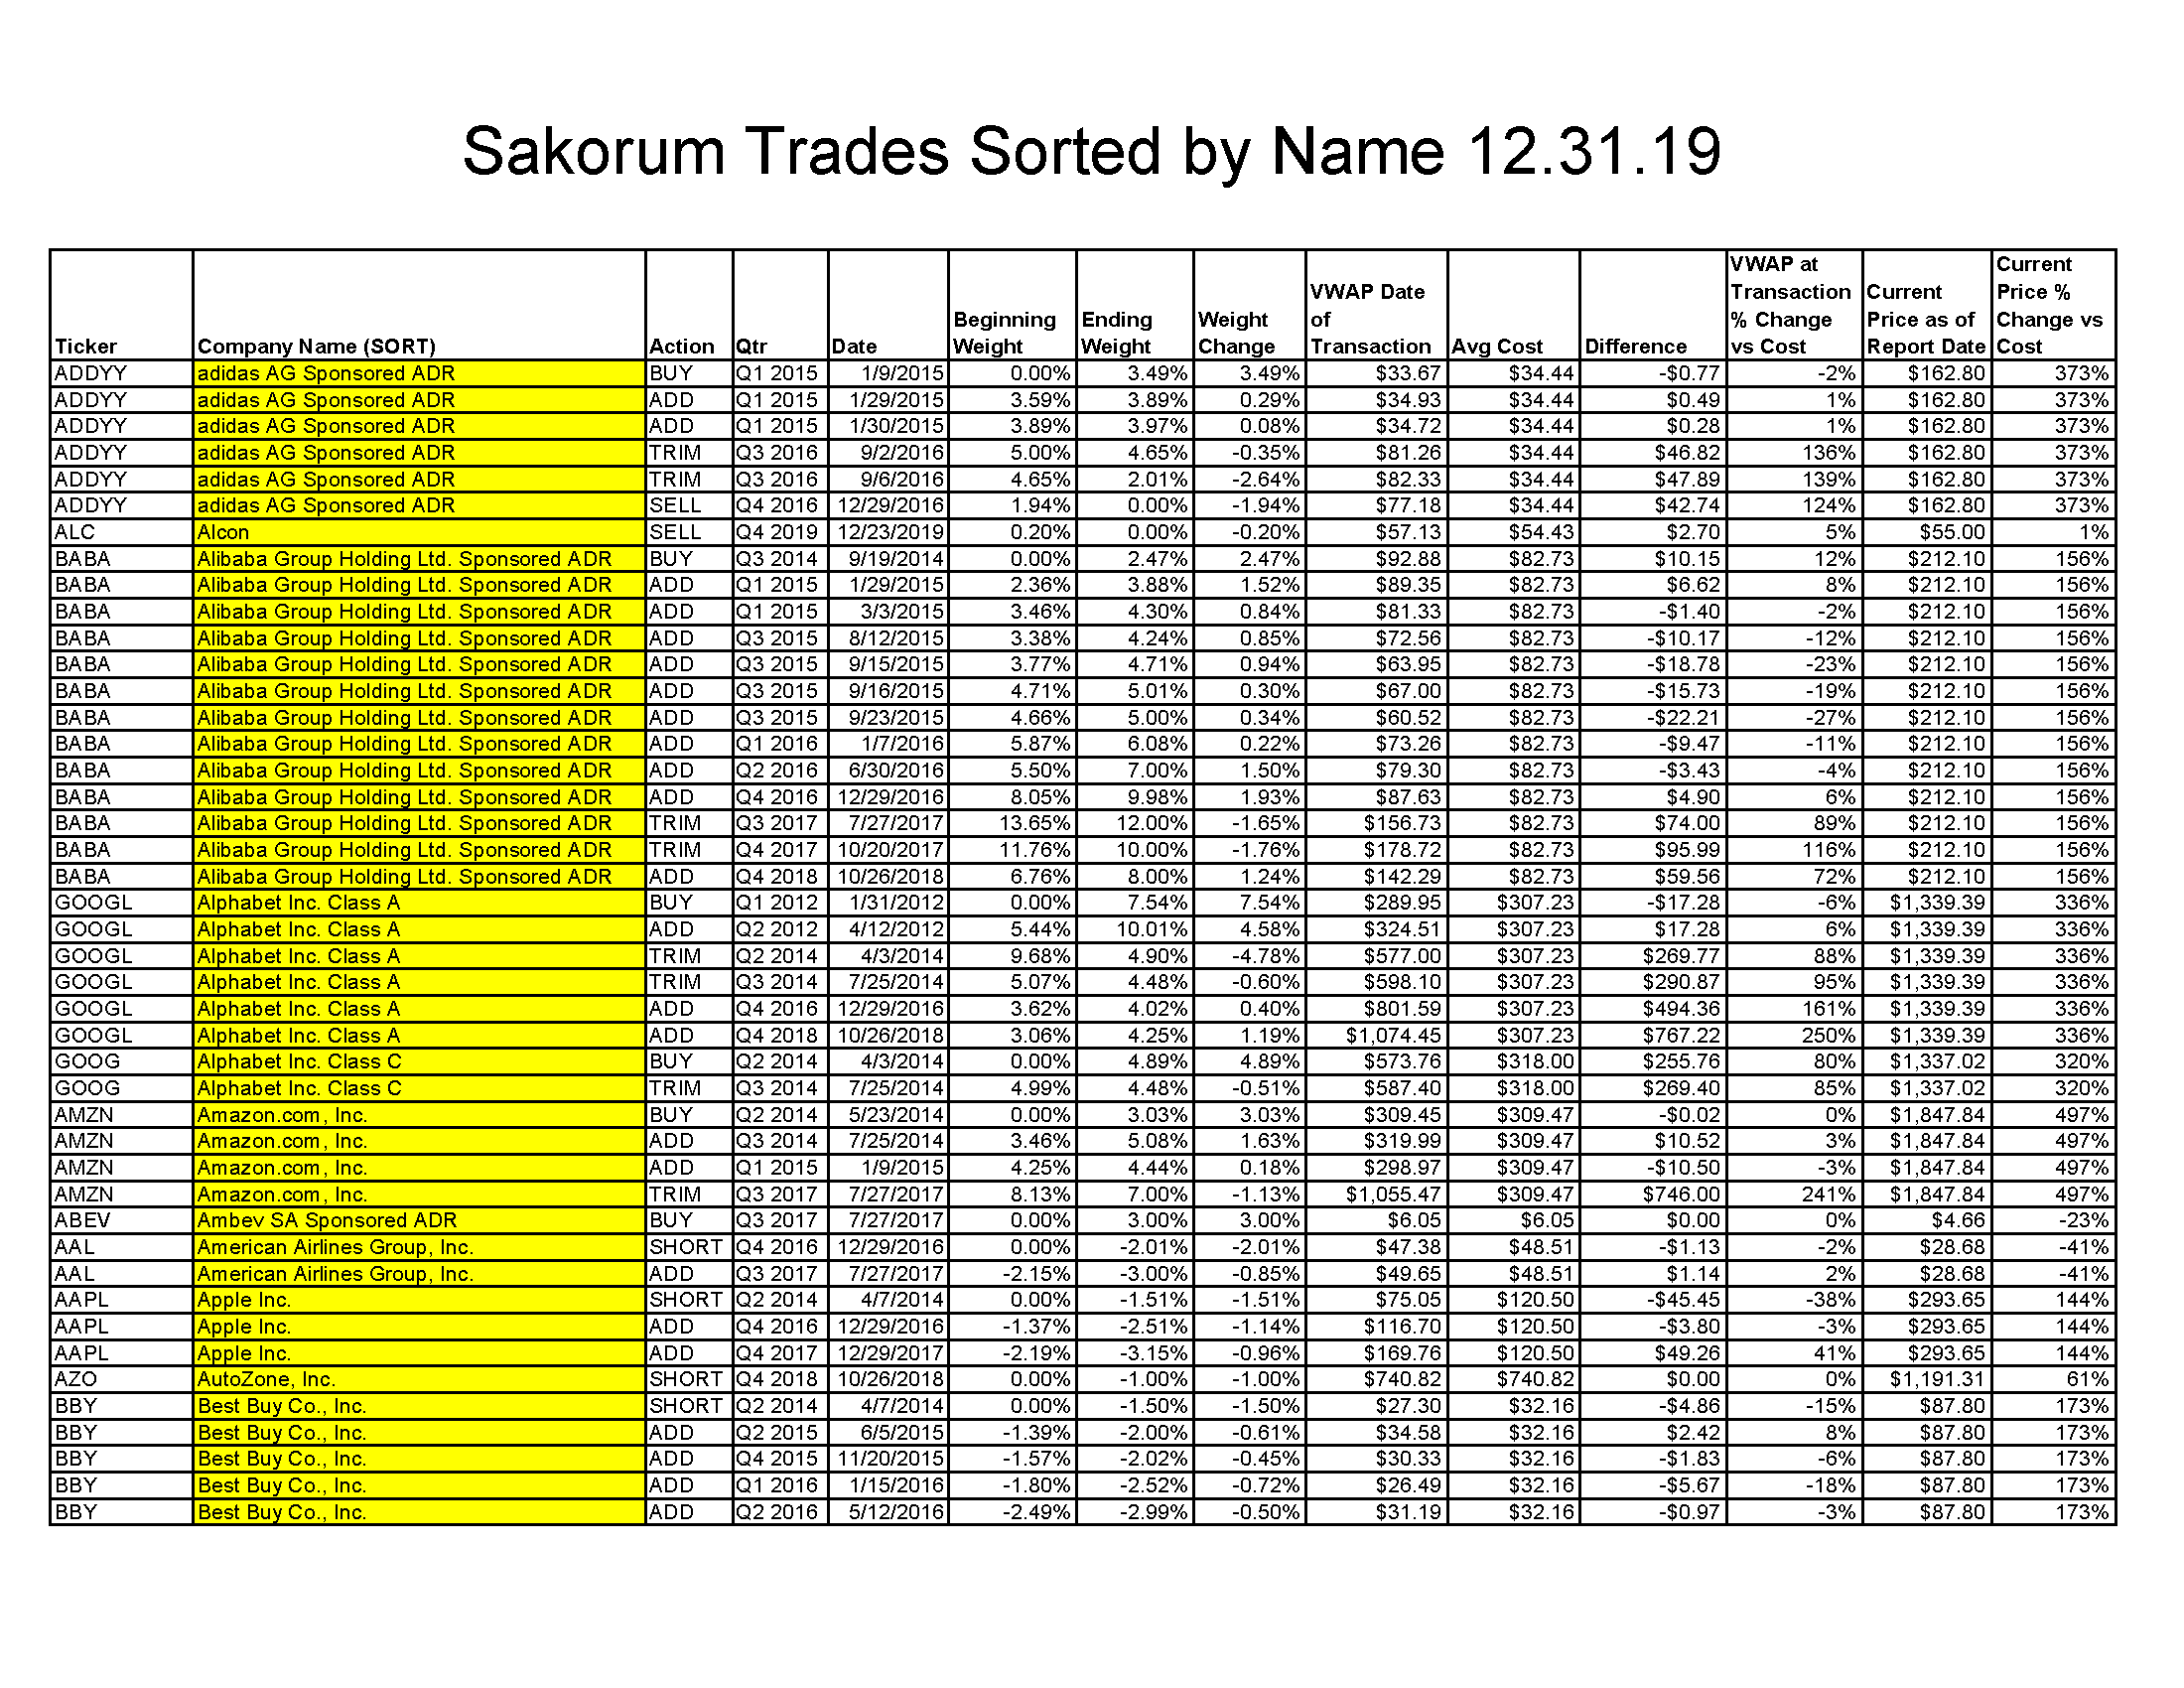 Sakorum Trades Sorted by Name 12.31.19
Ticker Company Name (SORT) Action Qtr Date Beginning Weight Ending Weight Weight Change VWAP Date of Transaction Avg Cost Difference VWAP at Transaction % Change vs Cost Current Price as of Report Date Current Price % Change vs Cost
ADDYY adidas AG Sponsored ADR BUY Q1 2015 1/9/2015 0.00% 3.49% 3.49% $33.67 $34.44 -$0.77 -2% $162.80 373%
ADDYY adidas AG Sponsored ADR ADD Q1 2015 1/29/2015 3.59% 3.89% 0.29% $34.93 $34.44 $0.49 1% $162.80 373%
ADDYY adidas AG Sponsored ADR ADD Q1 2015 1/30/2015 3.89% 3.97% 0.08% $34.72 $34.44 $0.28 1% $162.80 373%
ADDYY adidas AG Sponsored ADR TRIM Q3 2016 9/2/2016 5.00% 4.65% -0.35% $81.26 $34.44 $46.82 136% $162.80 373%
ADDYY adidas AG Sponsored ADR TRIM Q3 2016 9/6/2016 4.65% 2.01% -2.64% $82.33 $34.44 $47.89 139% $162.80 373%
ADDYY adidas AG Sponsored ADR SELL Q4 2016 12/29/2016 1.94% 0.00% -1.94% $77.18 $34.44 $42.74 124% $162.80 373%
ALC Alcon SELL Q4 2019 12/23/2019 0.20% 0.00% -0.20% $57.13 $54.43 $2.70 5% $55.00 1%
BABA Alibaba Group Holding Ltd. Sponsored ADR BUY Q3 2014 9/19/2014 0.00% 2.47% 2.47% $92.88 $82.73 $10.15 12% $212.10 156%
BABA Alibaba Group Holding Ltd. Sponsored ADR ADD Q1 2015 1/29/2015 2.36% 3.88% 1.52% $89.35 $82.73 $6.62 8% $212.10 156%
BABA Alibaba Group Holding Ltd. Sponsored ADR ADD Q1 2015 3/3/2015 3.46% 4.30% 0.84% $81.33 $82.73 -$1.40 -2% $212.10 156%
BABA Alibaba Group Holding Ltd. Sponsored ADR ADD Q3 2015 8/12/2015 3.38% 4.24% 0.85% $72.56 $82.73 -$10.17 -12% $212.10 156%
BABA Alibaba Group Holding Ltd. Sponsored ADR ADD Q3 2015 9/15/2015 3.77% 4.71% 0.94% $63.95 $82.73 -$18.78 -23% $212.10 156%
BABA Alibaba Group Holding Ltd. Sponsored ADR ADD Q3 2015 9/16/2015 4.71% 5.01% 0.30% $67.00 $82.73 -$15.73 -19% $212.10 156%
BABA Alibaba Group Holding Ltd. Sponsored ADR ADD Q3 2015 9/23/2015 4.66% 5.00% 0.34% $60.52 $82.73 -$22.21 -27% $212.10 156%
BABA Alibaba Group Holding Ltd. Sponsored ADR ADD Q1 2016 1/7/2016 5.87% 6.08% 0.22% $73.26 $82.73 -$9.47 -11% $212.10 156%
BABA Alibaba Group Holding Ltd. Sponsored ADR ADD Q2 2016 6/30/2016 5.50% 7.00% 1.50% $79.30 $82.73 -$3.43 -4% $212.10 156%
BABA Alibaba Group Holding Ltd. Sponsored ADR ADD Q4 2016 12/29/2016 8.05% 9.98% 1.93% $87.63 $82.73 $4.90 6% $212.10 156%
BABA Alibaba Group Holding Ltd. Sponsored ADR TRIM Q3 2017 7/27/2017 13.65% 12.00% -1.65% $156.73 $82.73 $74.00 89% $212.10 156%
BABA Alibaba Group Holding Ltd. Sponsored ADR TRIM Q4 2017 10/20/2017 11.76% 10.00% -1.76% $178.72 $82.73 $95.99 116% $212.10 156%
BABA Alibaba Group Holding Ltd. Sponsored ADR ADD Q4 2018 10/26/2018 6.76% 8.00% 1.24% $142.29 $82.73 $59.56 72% $212.10 156%
GOOGL Alphabet Inc. Class A BUY Q1 2012 1/31/2012 0.00% 7.54% 7.54% $289.95 $307.23 -$17.28 -6% $1,339.39 336%
GOOGL Alphabet Inc. Class A ADD Q2 2012 4/12/2012 5.44% 10.01% 4.58% $324.51 $307.23 $17.28 6% $1,339.39 336%
GOOGL Alphabet Inc. Class A TRIM Q2 2014 4/3/2014 9.68% 4.90% -4.78% $577.00 $307.23 $269.77 88% $1,339.39 336%
GOOGL Alphabet Inc. Class A TRIM Q3 2014 7/25/2014 5.07% 4.48% -0.60% $598.10 $307.23 $290.87 95% $1,339.39 336%
GOOGL Alphabet Inc. Class A ADD Q4 2016 12/29/2016 3.62% 4.02% 0.40% $801.59 $307.23 $494.36 161% $1,339.39 336%
GOOGL Alphabet Inc. Class A ADD Q4 2018 10/26/2018 3.06% 4.25% 1.19% $1,074.45 $307.23 $767.22 250% $1,339.39 336%
GOOG Alphabet Inc. Class C BUY Q2 2014 4/3/2014 0.00% 4.89% 4.89% $573.76 $318.00 $255.76 80% $1,337.02 320%
GOOG Alphabet Inc. Class C TRIM Q3 2014 7/25/2014 4.99% 4.48% -0.51% $587.40 $318.00 $269.40 85% $1,337.02 320%
AMZN Amazon.com, Inc. BUY Q2 2014 5/23/2014 0.00% 3.03% 3.03% $309.45 $309.47 -$0.02 0% $1,847.84 497%
AMZN Amazon.com, Inc. ADD Q3 2014 7/25/2014 3.46% 5.08% 1.63% $319.99 $309.47 $10.52 3% $1,847.84 497%
AMZN Amazon.com, Inc. ADD Q1 2015 1/9/2015 4.25% 4.44% 0.18% $298.97 $309.47 -$10.50 -3% $1,847.84 497%
AMZN Amazon.com, Inc. TRIM Q3 2017 7/27/2017 8.13% 7.00% -1.13% $1,055.47 $309.47 $746.00 241% $1,847.84 497%
ABEV Ambev SA Sponsored ADR BUY Q3 2017 7/27/2017 0.00% 3.00% 3.00% $6.05 $6.05 $0.00 0% $4.66 -23%
AAL American Airlines Group, Inc. SHORT Q4 2016 12/29/2016 0.00% -2.01% -2.01% $47.38 $48.51 -$1.13 -2% $28.68 -41%
AAL American Airlines Group, Inc. ADD Q3 2017 7/27/2017 -2.15% -3.00% -0.85% $49.65 $48.51 $1.14 2% $28.68 -41%
AAPL Apple Inc. SHORT Q2 2014 4/7/2014 0.00% -1.51% -1.51% $75.05 $120.50 -$45.45 -38% $293.65 144%
AAPL Apple Inc. ADD Q4 2016 12/29/2016 -1.37% -2.51% -1.14% $116.70 $120.50 -$3.80 -3% $293.65 144%
AAPL Apple Inc. ADD Q4 2017 12/29/2017 -2.19% -3.15% -0.96% $169.76 $120.50 $49.26 41% $293.65 144%
AZO AutoZone, Inc. SHORT Q4 2018 10/26/2018 0.00% -1.00% -1.00% $740.82 $740.82 $0.00 0% $1,191.31 61%
BBY Best Buy Co., Inc. SHORT Q2 2014 4/7/2014 0.00% -1.50% -1.50% $27.30 $32.16 -$4.86 -15% $87.80 173%
BBY Best Buy Co., Inc. ADD Q2 2015 6/5/2015 -1.39% -2.00% -0.61% $34.58 $32.16 $2.42 8% $87.80 173%
BBY Best Buy Co., Inc. ADD Q4 2015 11/20/2015 -1.57% -2.02% -0.45% $30.33 $32.16 -$1.83 -6% $87.80 173%
BBY Best Buy Co., Inc. ADD Q1 2016 1/15/2016 -1.80% -2.52% -0.72% $26.49 $32.16 -$5.67 -18% $87.80 173%
BBY Best Buy Co., Inc. ADD Q2 2016 5/12/2016 -2.49% -2.99% -0.50% $31.19 $32.16 -$0.97 -3% $87.80 173%